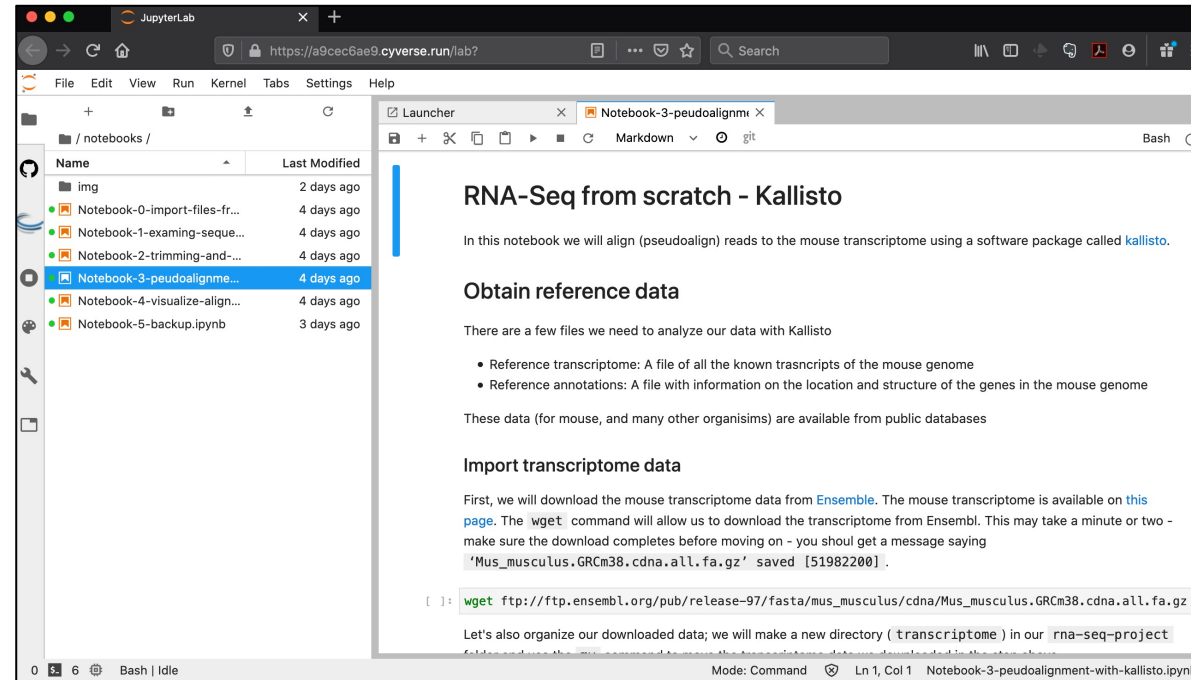 JupyterLab
https://a9cec6ae9.cyverse.run/lab?
Search
File Edit View Run Kernel Tabs Settings Help
/ notebooks /
Name Last Modified
img 2 days ago
Notebook-0-import-files-fr... 4 days ago
Notebook-1-examing-seque... 4 days ago
Notebook-2-trimming-and-... 4 days ago
Notebook-3-peudoalignme... 4 days ago
Notebook-4-visualize-align... 4 days ago
Notebook-5-backup.ipynb 3 days ago
Launcher Notebook-3-peudoalignme
Markdown git Bash
RNA-Seq from scratch - Kallisto
In this notebook we will align (pseudoalign) reads to the mouse transcriptome using a software package called kallisto.
Obtain reference data
There are a few files we need to analyze our data with Kallisto
• Reference transcriptome: A file of all the known trasncripts of the mouse genome
• Reference annotations: A file with information on the location and structure of the genes in the mouse genome
These data (for mouse, and many other organisims) are available from public databases
Import transcriptome data
First, we will download the mouse transcriptome data from Ensemble. The mouse transcriptome is available on this
page. The wget command will allow us to download the transcriptome from Ensembl. This may take a minute or two -
make sure the download completes before moving on - you shoul get a message saying
‘Mus_musculus.GRCm38.cdna.all.fa.gz’ saved [51982200] .
[ ]: wget ftp://ftp.ensembl.org/pub/release-97/fasta/mus_musculus/cdna/Mus_musculus.GRCm38.cdna.all.fa.gz
Let's also organize our downloaded data; we will make a new directory ( transcriptome ) in our rna-seq-project
0 6 Bash | Idle Mode: Command Ln 1, Col 1 Notebook-3-peudoalignment-with-kallisto.ipynb